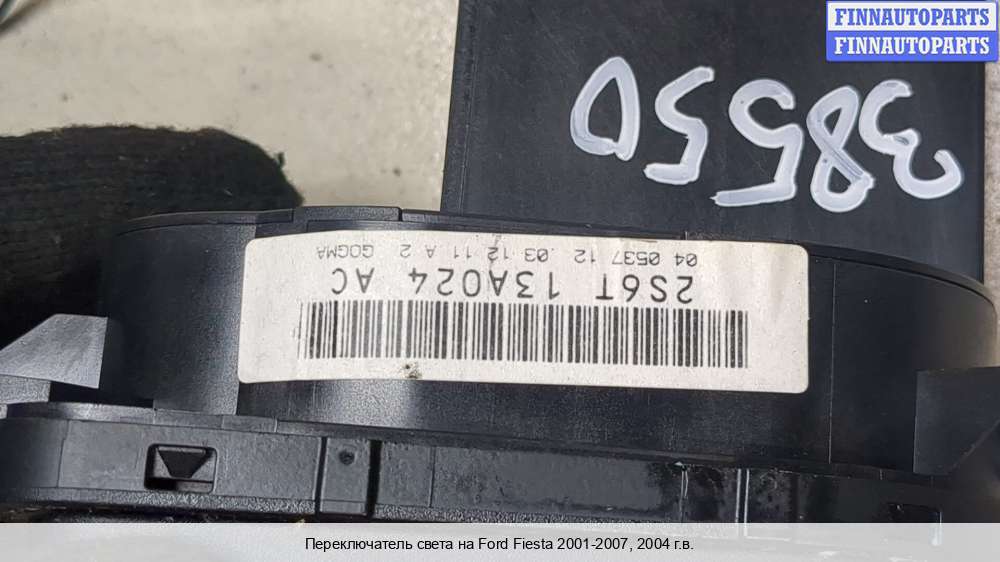 FINNAUTOPARTS
FINNAUTOPARTS
38550
2S6T 13A024 AC
04 0537 12 .03 12 11 A 2 GOGMA
Переключатель света на Ford Fiesta 2001-2007, 2004 г.в.